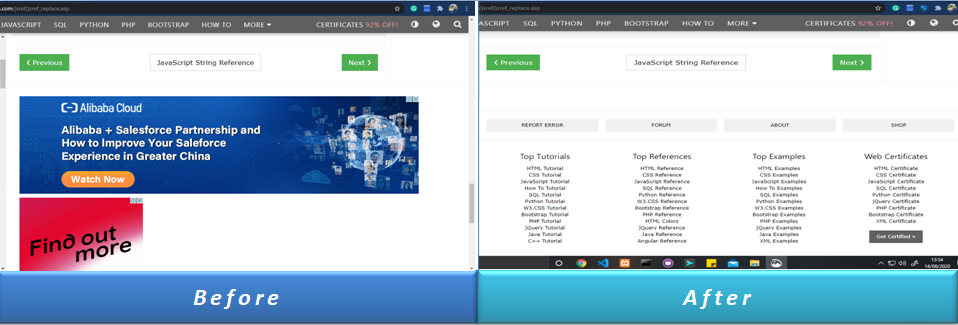 .com/jsref/jsref_replace.asp
JAVASCRIPT SQL PYTHON PHP BOOTSTRAP HOW TO MORE CERTIFICATES 92% OFF!
Previous JavaScript String Reference Next
Alibaba Cloud
Alibaba + Salesforce Partnership and
How to Improve Your Saleforce
Experience in Greater China
Watch Now
Find out
more
Before
/jsref/jsref_replace.asp
ASCRIPT SQL PYTHON PHP BOOTSTRAP HOW TO MORE CERTIFICATES 92% OFF!
Previous JavaScript String Reference Next
REPORT ERROR FORUM ABOUT SHOP
Top Tutorials
HTML Tutorial
CSS Tutorial
JavaScript Tutorial
How To Tutorial
SQL Tutorial
Python Tutorial
W3.CSS Tutorial
Bootstrap Tutorial
PHP Tutorial
jQuery Tutorial
Java Tutorial
C++ Tutorial
Top References
HTML Reference
CSS Reference
JavaScript Reference
SQL Reference
Python Reference
W3.CSS Reference
Bootstrap Reference
PHP Reference
HTML Colors
jQuery Reference
Java Reference
Angular Reference
Top Examples
HTML Examples
CSS Examples
JavaScript Examples
How To Examples
SQL Examples
Python Examples
W3.CSS Examples
Bootstrap Examples
PHP Examples
jQuery Examples
Java Examples
XML Examples
Web Certificates
HTML Certificate
CSS Certificate
JavaScript Certificate
SQL Certificate
Python Certificate
jQuery Certificate
PHP Certificate
Bootstrap Certificate
XML Certificate
Get Certified »
13:54
14/08/2020
After